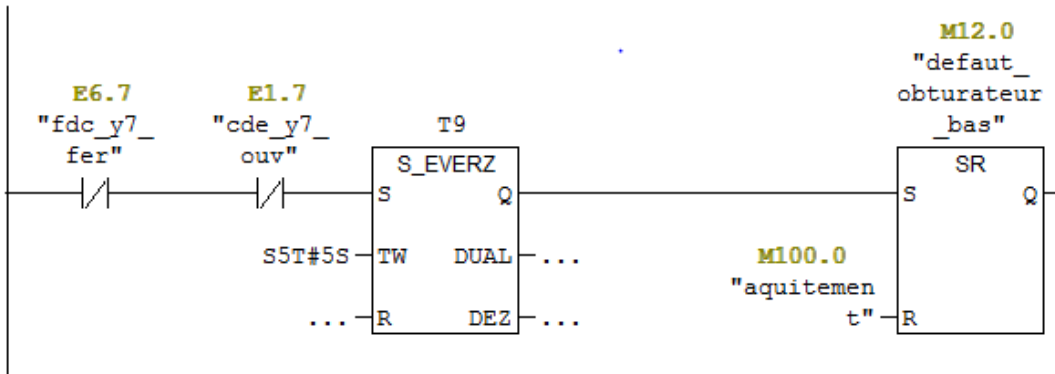 M12.0
"defaut_
obturateur
_bas"
E6.7
"fdc_y7_
fer"
E1.7
"cde_y7_
ouv"
T9
S_EVERZ
S Q
S5T#5S TW DUAL ...
... R DEZ ...
SR
S Q
M100.0
"aquitemen
t" R